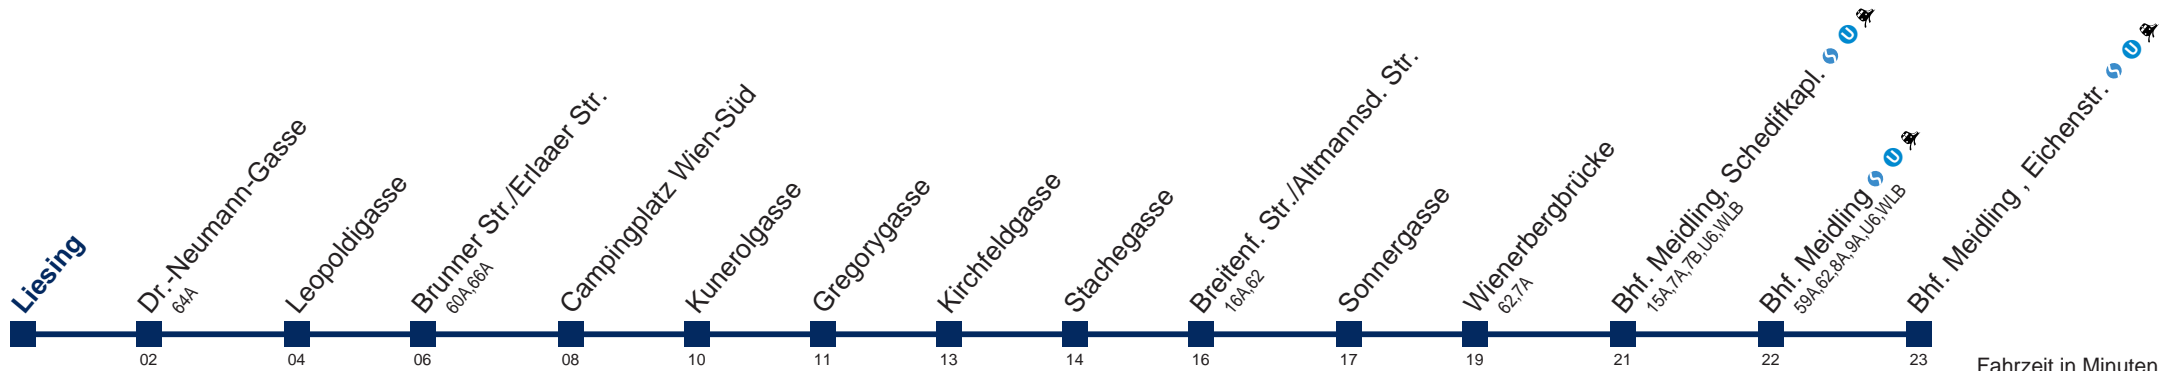 Liesing
Dr.-Neumann-Gasse
64A
Leopoldigasse
Brunner Str./Erlaaer Str.
60A,66A
Campingplatz Wien-Süd
Kunerolgasse
Gregorygasse
Kirchfeldgasse
Stachegasse
Breitenf. Str./Altmannsd. Str.
16A,62
Sonnergasse
Wienerbergbrücke
62,7A
Bhf. Meidling, Schedifkapl. S U
15A,7A,7B,U6,WLB
Bhf. Meidling S U
59A,62,8A,9A,U6,WLB
Bhf. Meidling , Eichenstr. S U
02 04 06 08 10 11 13 14 16 17 19 21 22 23
Fahrzeit in Minuten